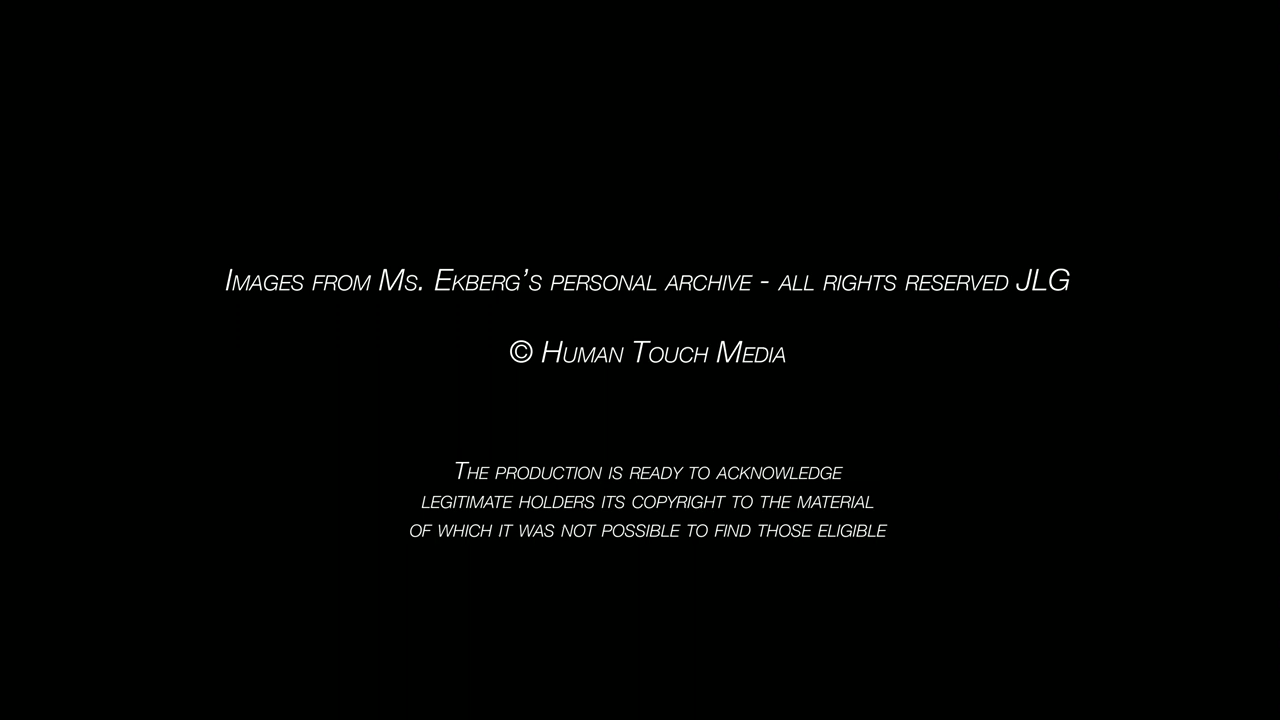 Images from Ms. Ekberg’s personal archive - all rights reserved JLG
© Human Touch Media
The production is ready to acknowledge
legitimate holders its copyright to the material
of which it was not possible to find those eligible